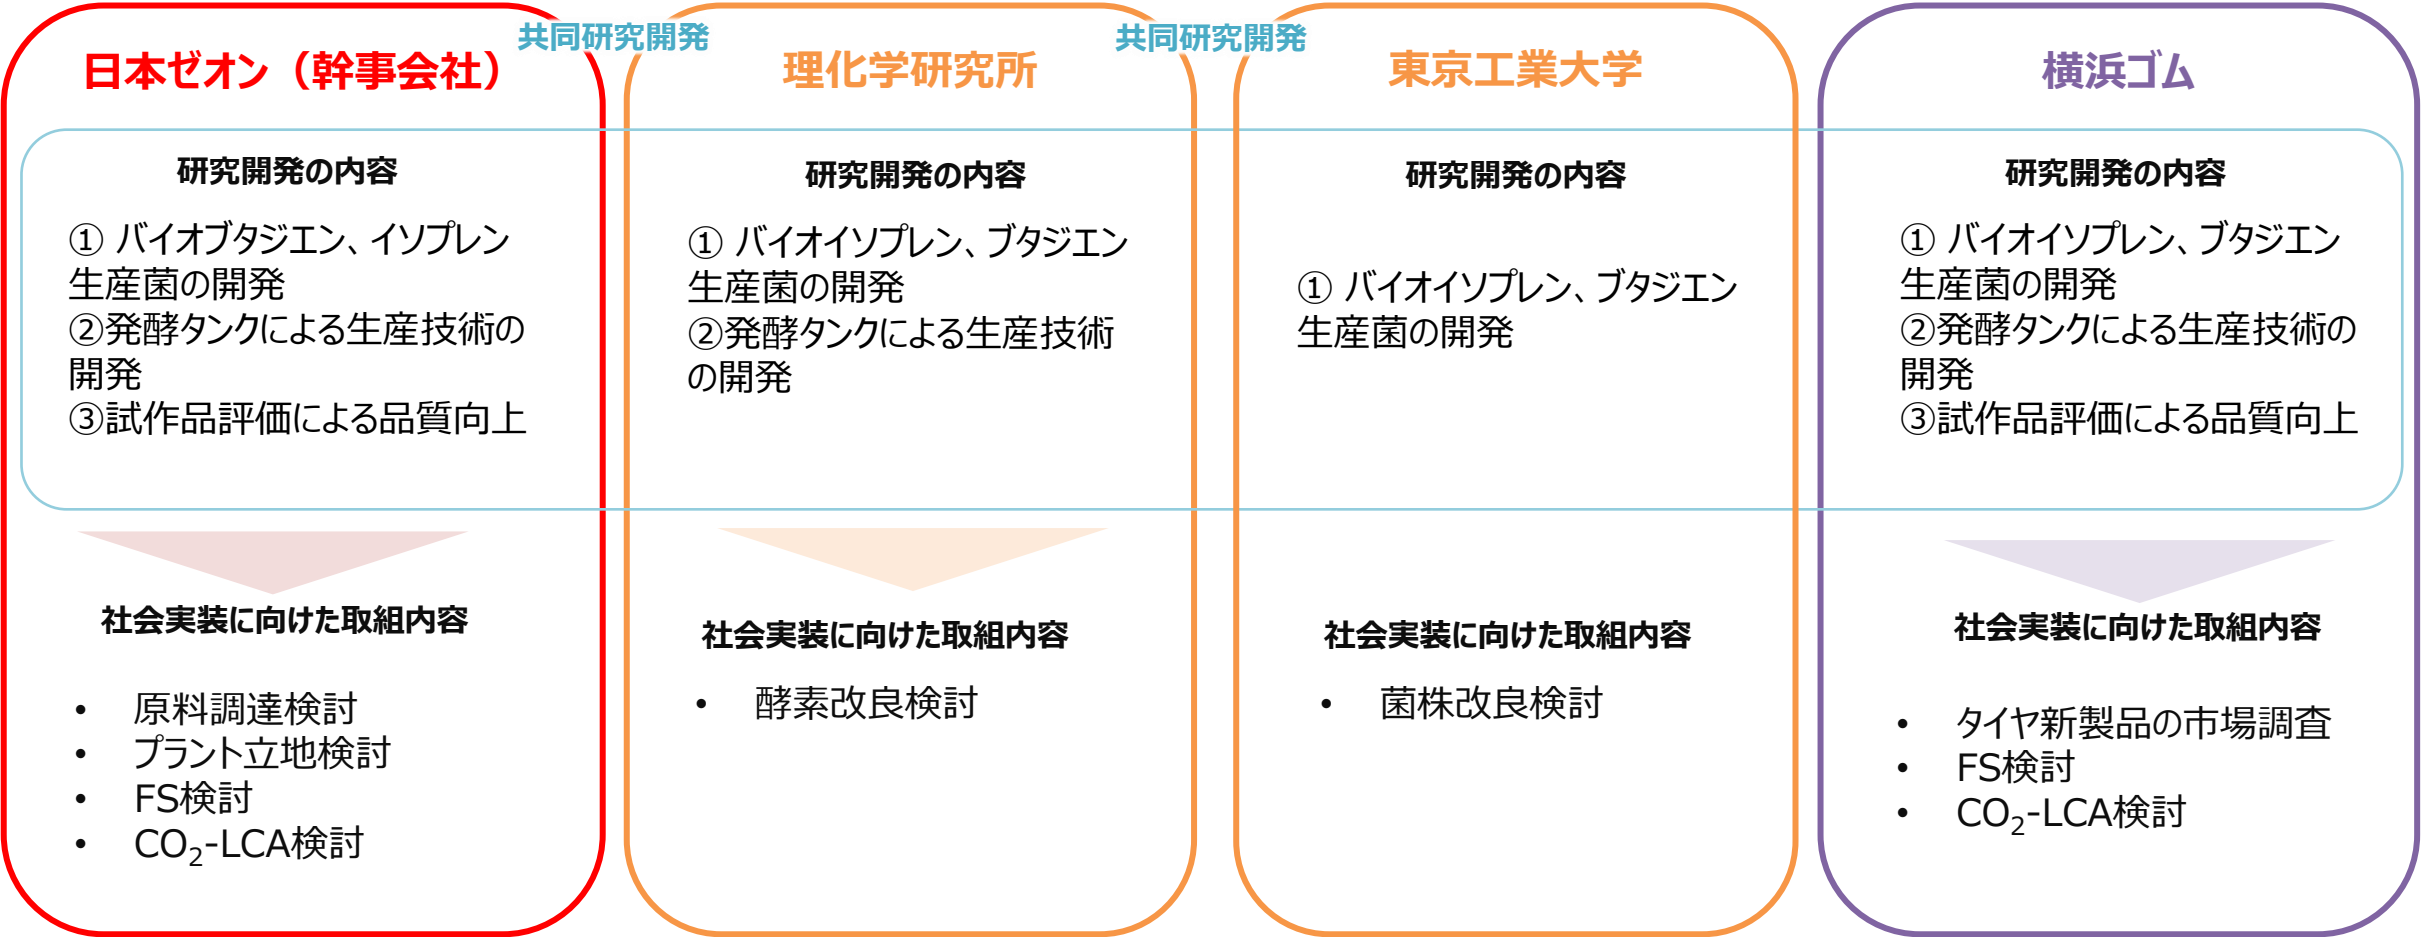 共同研究開発
共同研究開発
日本ゼオン（幹事会社）
研究開発の内容
① バイオブタジエン、イソプレン
生産菌の開発
②発酵タンクによる生産技術の
開発
③試作品評価による品質向上
社会実装に向けた取組内容
• 原料調達検討
• プラント立地検討
• FS検討
• CO₂-LCA検討
理化学研究所
研究開発の内容
① バイオイソプレン、ブタジエン
生産菌の開発
②発酵タンクによる生産技術
の開発
社会実装に向けた取組内容
• 酵素改良検討
東京工業大学
研究開発の内容
① バイオイソプレン、ブタジエン
生産菌の開発
社会実装に向けた取組内容
• 菌株改良検討
横浜ゴム
研究開発の内容
① バイオイソプレン、ブタジエン
生産菌の開発
②発酵タンクによる生産技術の
開発
③試作品評価による品質向上
社会実装に向けた取組内容
• タイヤ新製品の市場調査
• FS検討
• CO₂-LCA検討